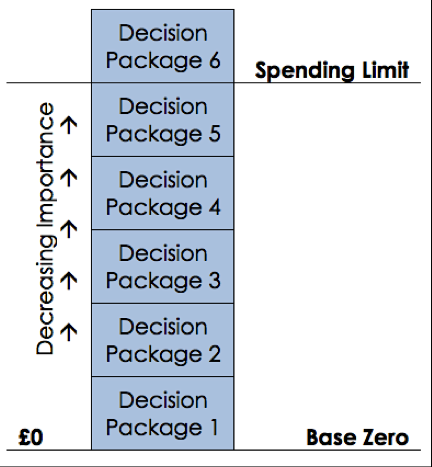 Decision
Package 6
Spending Limit
Decision
Package 5
Decreasing Importance
Decision
Package 4
Decision
Package 3
Decision
Package 2
Decision
Package 1
£0
Base Zero